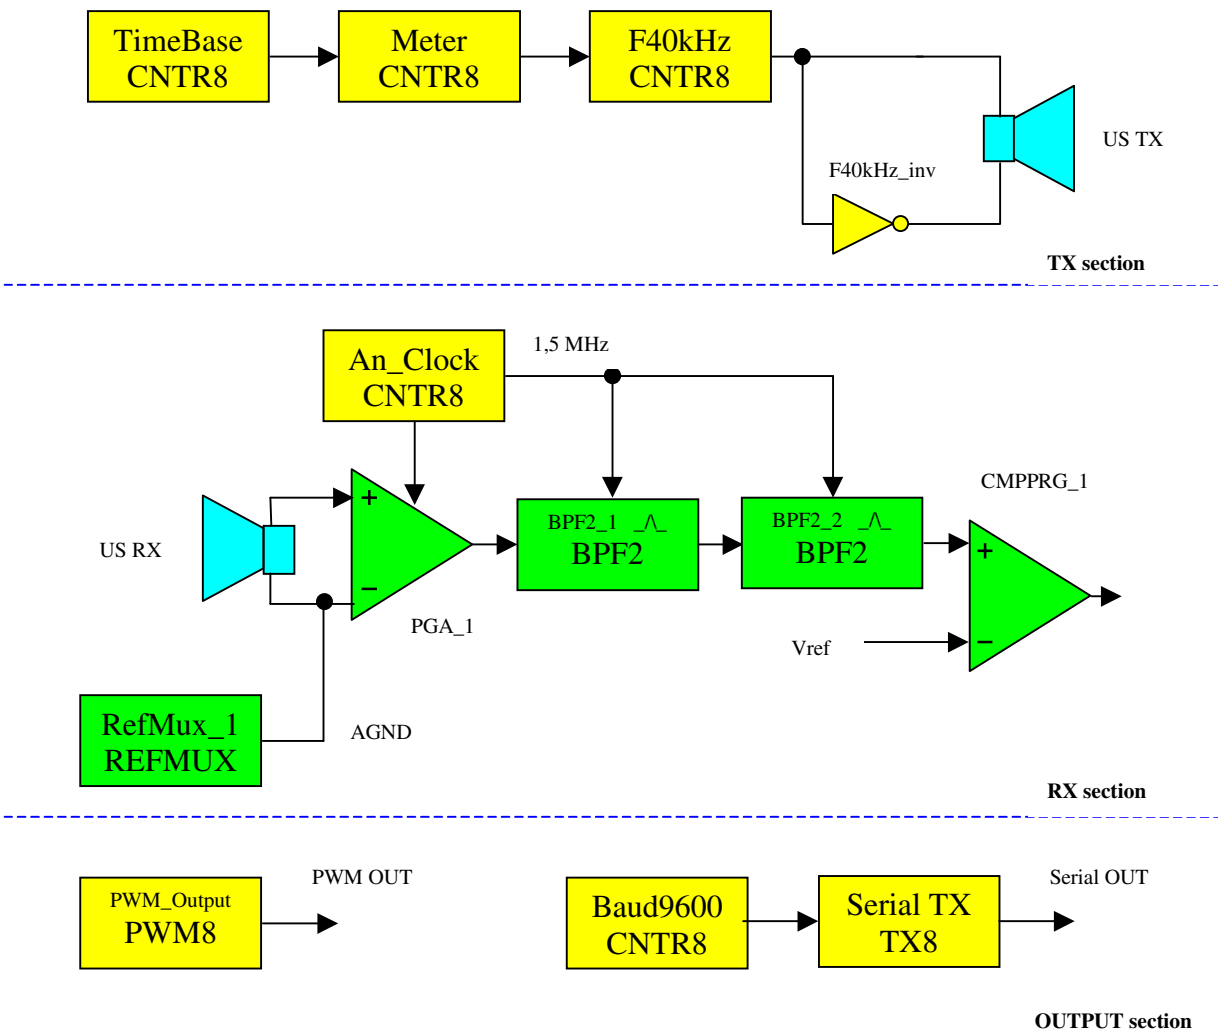 TimeBase
CNTR8
Meter
CNTR8
F40kHz
CNTR8
US TX
F40kHz_inv
TX section
An_Clock
CNTR8
1,5 MHz
US RX
+
−
PGA_1
BPF2_1 _/\_
BPF2
BPF2_2 _/\_
BPF2
CMPPRG_1
+
−
Vref
RefMux_1
REFMUX
AGND
RX section
PWM_Output
PWM8
PWM OUT
Baud9600
CNTR8
Serial TX
TX8
Serial OUT
OUTPUT section